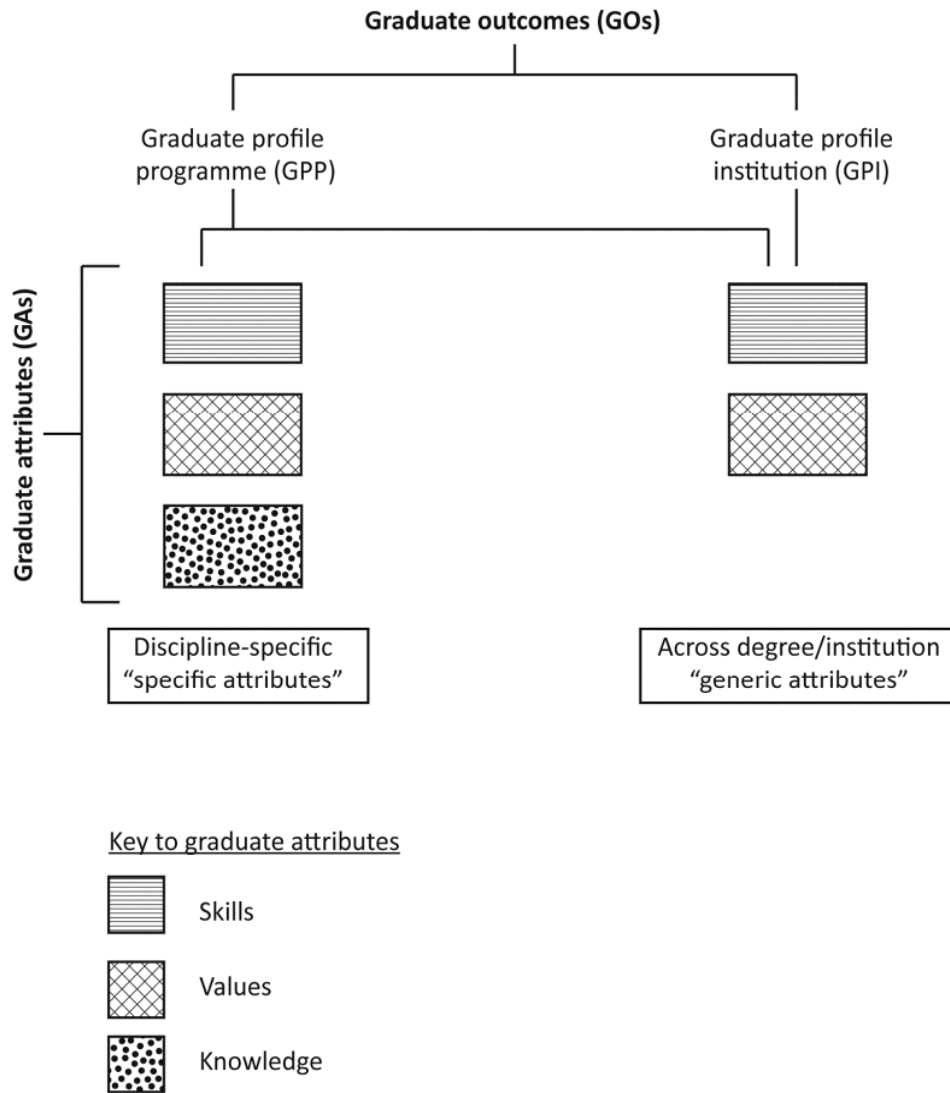 Graduate outcomes (GOs)
Graduate profile
programme (GPP)
Graduate profile
institution (GPI)
Graduate attributes (GAs)
Discipline-specific
“specific attributes”
Across degree/institution
“generic attributes”
Key to graduate attributes
Skills
Values
Knowledge